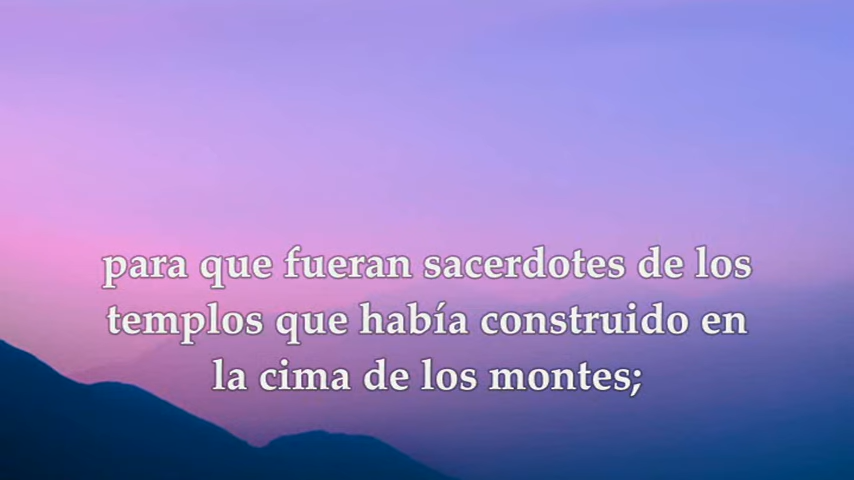 para que fueran sacerdotes de los
templos que había construido en
la cima de los montes;